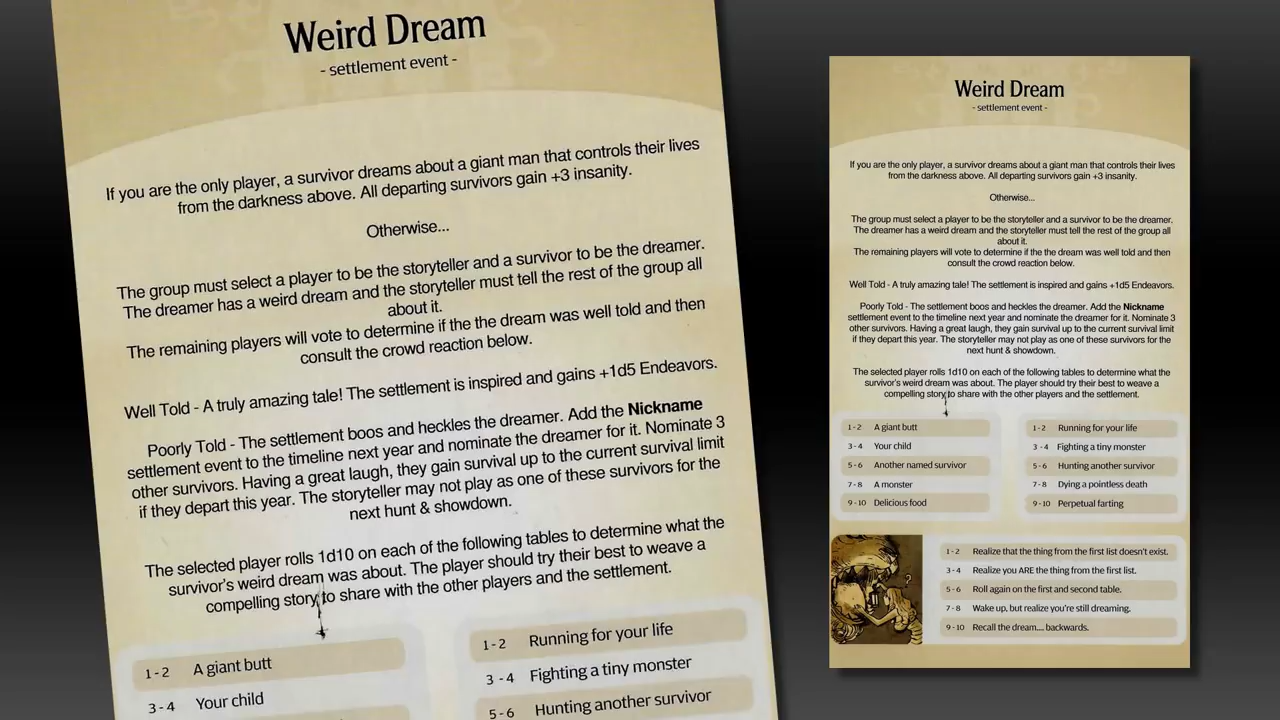 Weird Dream
- settlement event -
If you are the only player, a survivor dreams about a giant man that controls their lives
from the darkness above. All departing survivors gain +3 insanity.
Otherwise...
The group must select a player to be the storyteller and a survivor to be the dreamer.
The dreamer has a weird dream and the storyteller must tell the rest of the group all
about it.
The remaining players will vote to determine if the the dream was well told and then
consult the crowd reaction below.
Well Told - A truly amazing tale! The settlement is inspired and gains +1d5 Endeavors.
Poorly Told - The settlement boos and heckles the dreamer. Add the Nickname
settlement event to the timeline next year and nominate the dreamer for it. Nominate 3
other survivors. Having a great laugh, they gain survival up to the current survival limit
if they depart this year. The storyteller may not play as one of these survivors for the
next hunt & showdown.
The selected player rolls 1d10 on each of the following tables to determine what the
survivor's weird dream was about. The player should try their best to weave a
compelling story to share with the other players and the settlement.
1-2 A giant butt
3-4 Your child
1-2 Running for your life
3-4 Fighting a tiny monster
5-6 Hunting another survivor
Weird Dream
- settlement event -
If you are the only player, a survivor dreams about a giant man that controls their lives
from the darkness above. All departing survivors gain +3 insanity.
Otherwise...
The group must select a player to be the storyteller and a survivor to be the dreamer.
The dreamer has a weird dream and the storyteller must tell the rest of the group all
about it.
The remaining players will vote to determine if the the dream was well told and then
consult the crowd reaction below.
Well Told - A truly amazing tale! The settlement is inspired and gains +1d5 Endeavors.
Poorly Told - The settlement boos and heckles the dreamer. Add the Nickname
settlement event to the timeline next year and nominate the dreamer for it. Nominate 3
other survivors. Having a great laugh, they gain survival up to the current survival limit
if they depart this year. The storyteller may not play as one of these survivors for the
next hunt & showdown.
The selected player rolls 1d10 on each of the following tables to determine what the
survivor's weird dream was about. The player should try their best to weave a
compelling story to share with the other players and the settlement.
1-2 A giant butt
3-4 Your child
5-6 Another named survivor
7-8 A monster
9-10 Delicious food
1-2 Running for your life
3-4 Fighting a tiny monster
5-6 Hunting another survivor
7-8 Dying a pointless death
9-10 Perpetual farting
1-2 Realize that the thing from the first list doesn't exist.
3-4 Realize you ARE the thing from the first list.
5-6 Roll again on the first and second table.
7-8 Wake up, but realize you're still dreaming.
9-10 Recall the dream.... backwards.